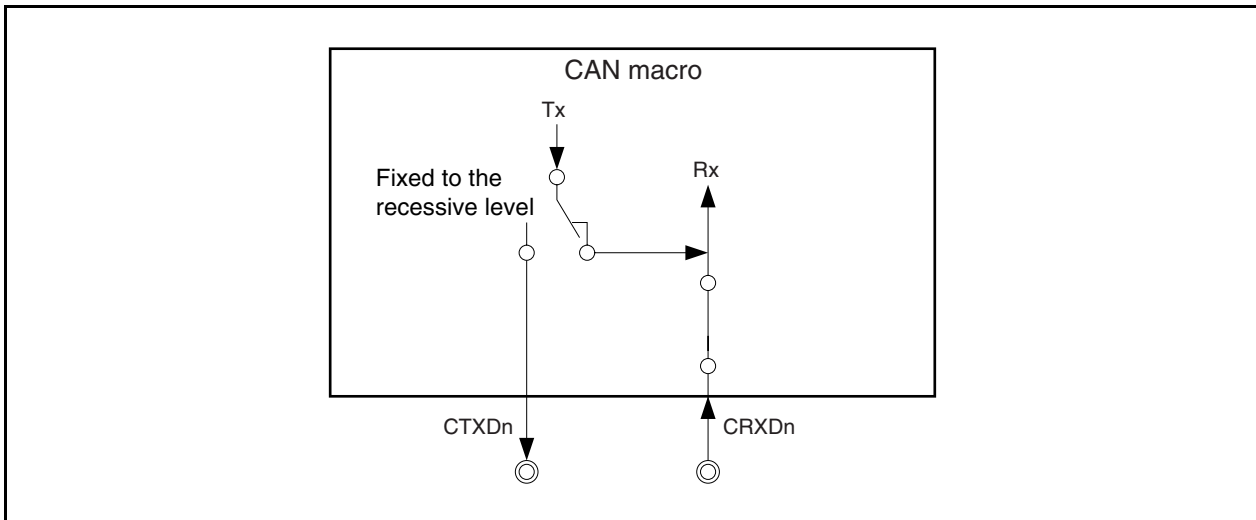 CAN macro
Tx
Rx
Fixed to the
recessive level
CTXDn
CRXDn